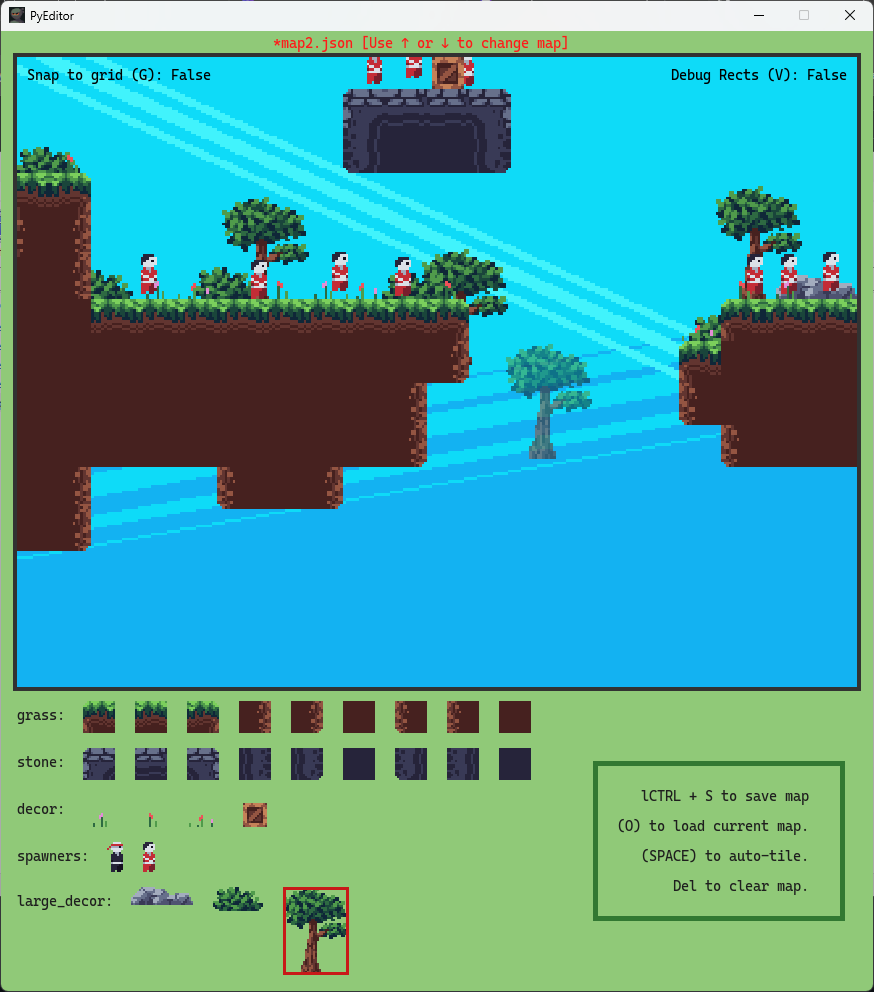 PyEditor
*map2.json [Use ↑ or ↓ to change map]
Snap to grid (G): False
Debug Rects (V): False
grass:
stone:
decor:
spawners:
large_decor:
lCTRL + S to save map
(O) to load current map.
(SPACE) to auto-tile.
Del to clear map.